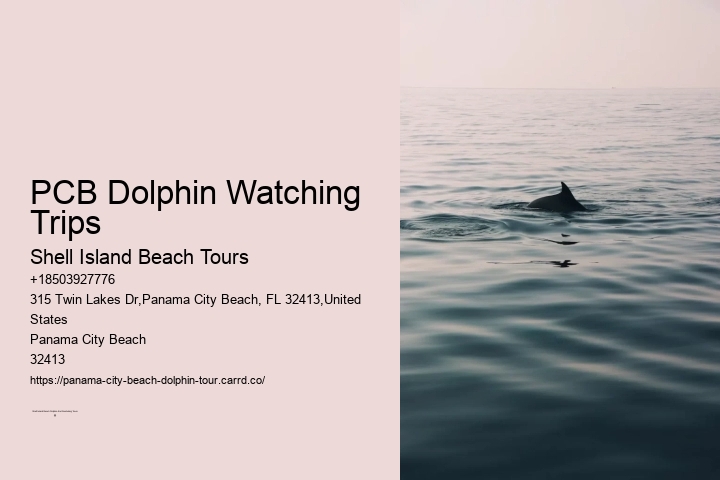 PCB Dolphin Watching
Trips
Shell Island Beach Tours
+18503927776
315 Twin Lakes Dr,Panama City Beach, FL 32413,United
States
Panama City Beach
32413
https://panama-city-beach-dolphin-tour.carrd.co/